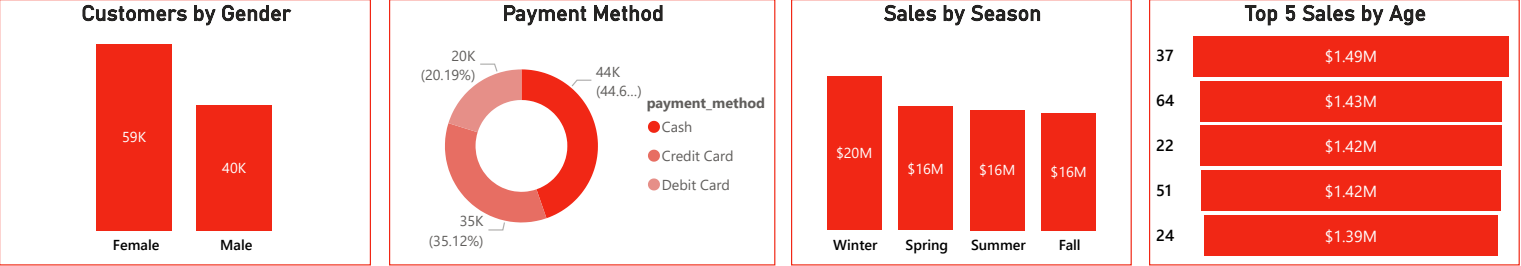 Customers by Gender
59K
40K
Female
Male
Payment Method
20K
(20.19%)
44K
(44.6...)
35K
(35.12%)
payment_method
Cash
Credit Card
Debit Card
Sales by Season
$20M
$16M
$16M
$16M
Winter
Spring
Summer
Fall
Top 5 Sales by Age
37 $1.49M
64 $1.43M
22 $1.42M
51 $1.42M
24 $1.39M